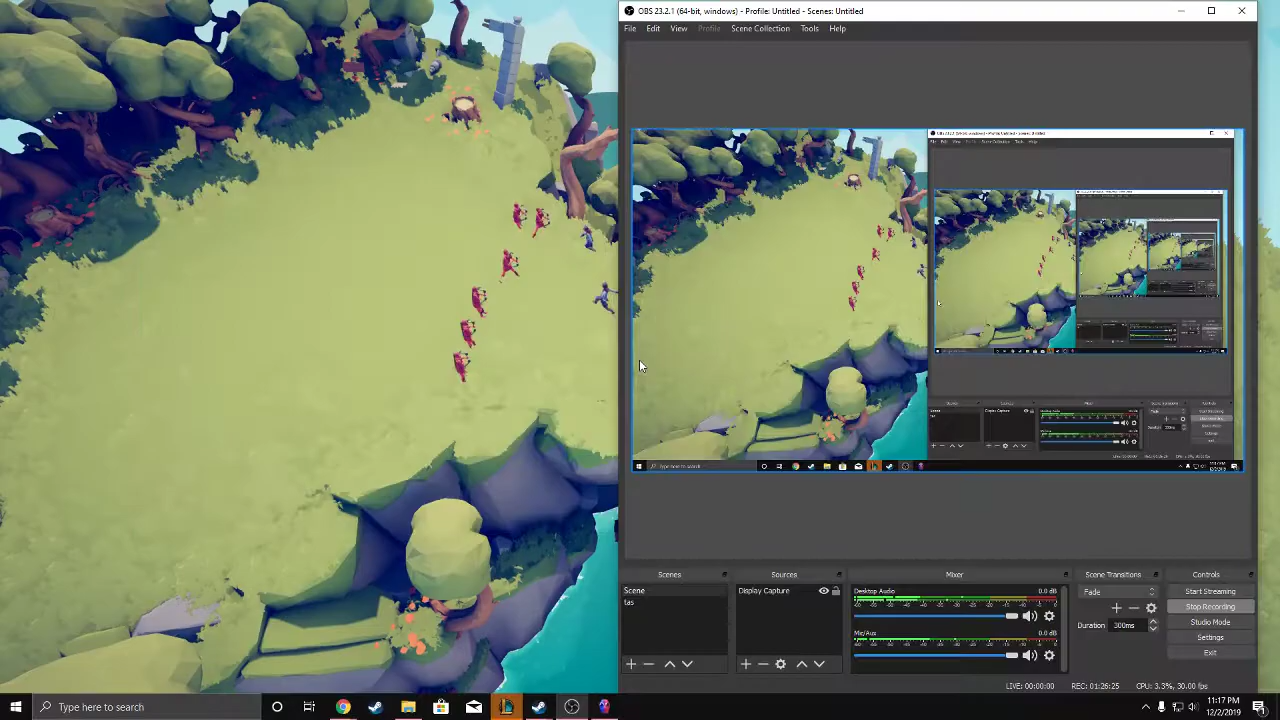 OBS 23.2.1 (64-bit, windows) - Profile: Untitled - Scenes: Untitled
File Edit View Profile Scene Collection Tools Help
Scenes
Sources
Mixer
Scene Transitions
Controls
Scene
tas
Display Capture
Desktop Audio 0.0 dB
Mic/Aux 0.0 dB
Fade
Duration 300ms
Start Streaming
Stop Recording
Studio Mode
Settings
Exit
LIVE: 00:00:00 REC: 01:26:25 CPU: 3.3%, 30.00 fps
Type here to search
11:17 PM
12/2/2019